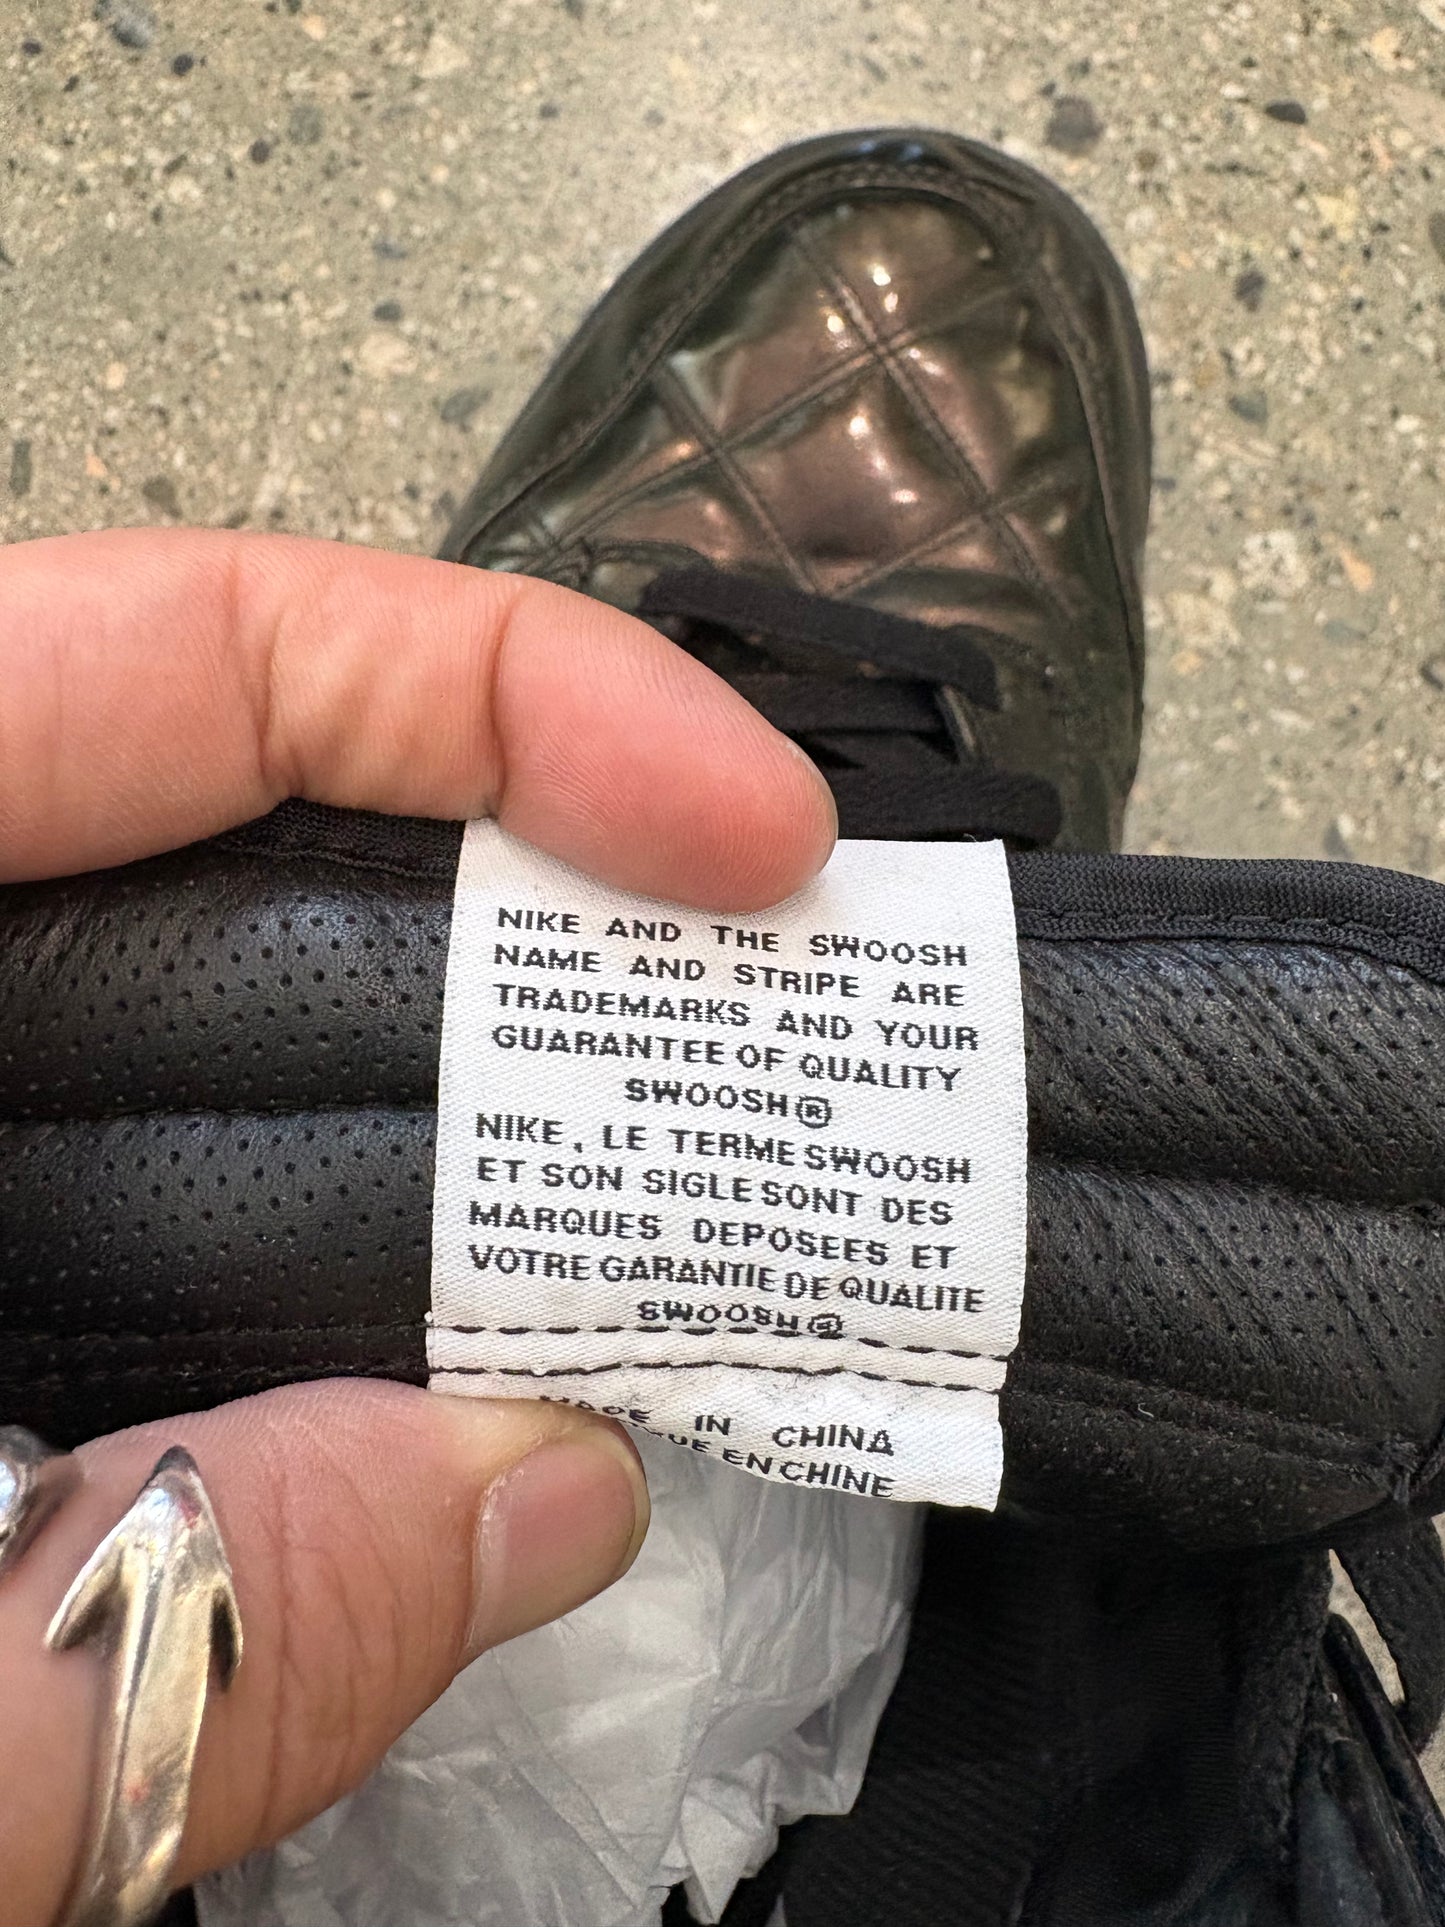 NIKE AND THE SWOOSH
NAME AND STRIPE ARE
TRADEMARKS AND YOUR
GUARANTEE OF QUALITY
SWOOSH®
NIKE, LE TERME SWOOSH
ET SON SIGLE SONT DES
MARQUES DEPOSEES ET
VOTRE GARANTIE DE QUALITE
SWOOSH®
MADE IN CHINA
EN CHINE